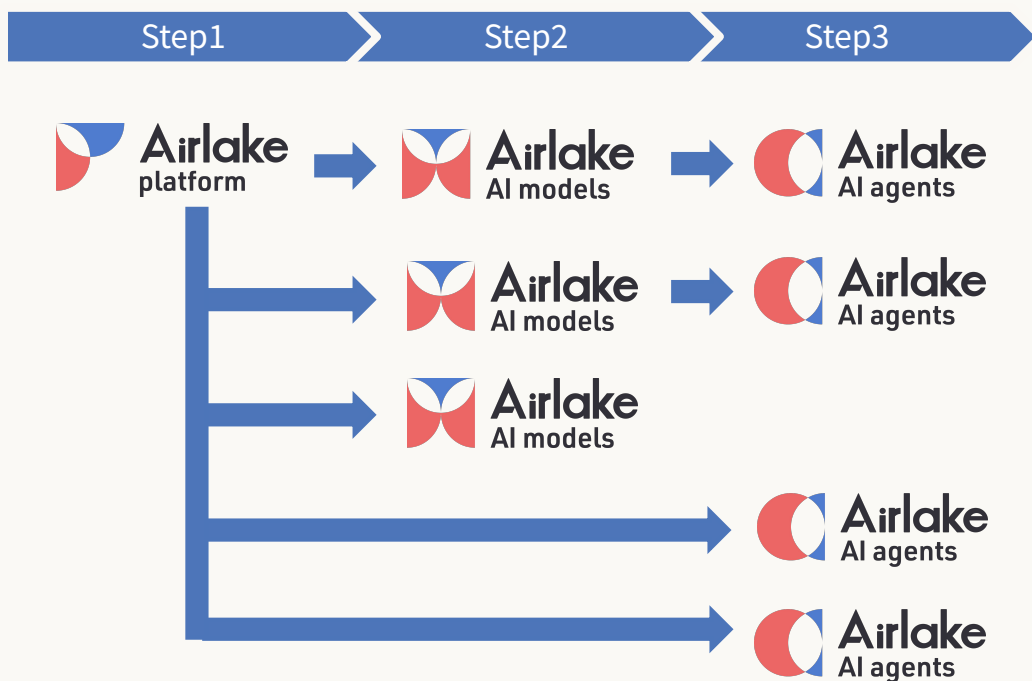 Step1
Step2
Step3
Airlake
platform
Airlake
AI models
Airlake
AI agents
Airlake
AI models
Airlake
AI agents
Airlake
AI models
Airlake
AI agents
Airlake
AI agents